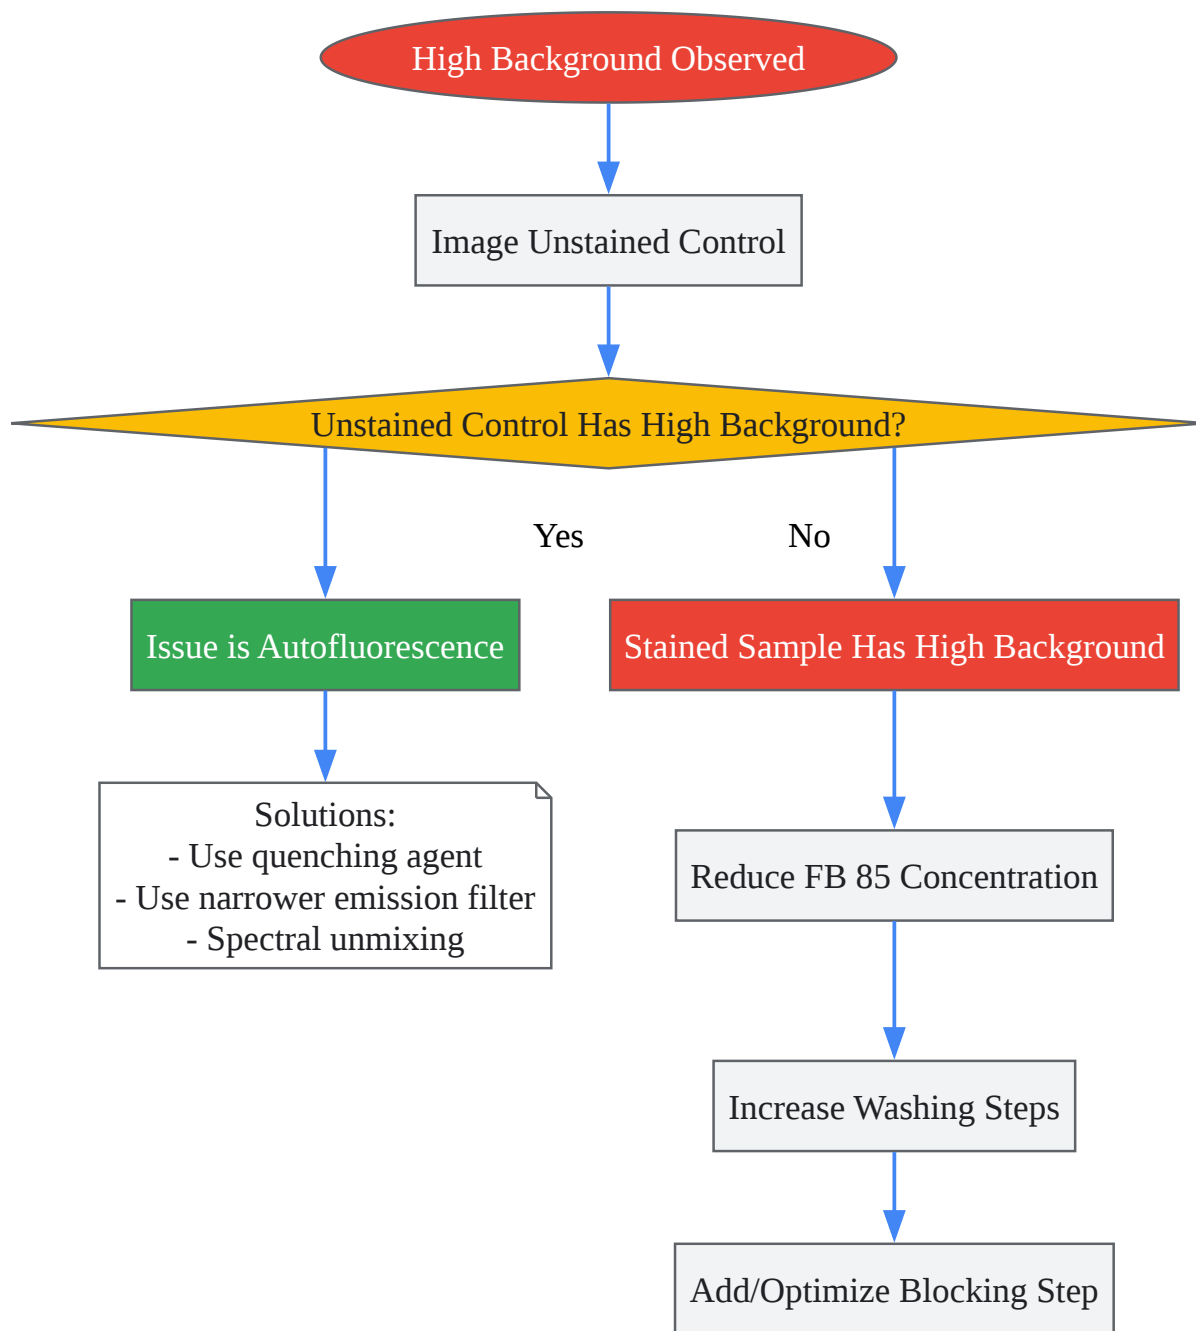 High Background Observed
Image Unstained Control
Unstained Control Has High Background?
Yes
No
Issue is Autofluorescence
Stained Sample Has High Background
Solutions:
- Use quenching agent
- Use narrower emission filter
- Spectral unmixing
Reduce FB 85 Concentration
Increase Washing Steps
Add/Optimize Blocking Step